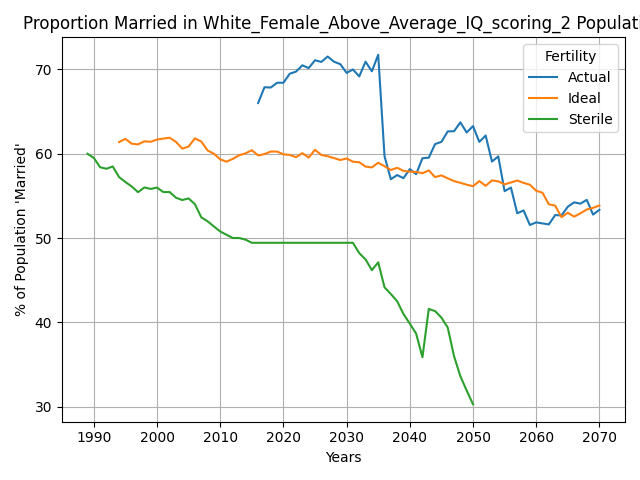 Proportion Married in White_Female_Above_Average_IQ_scoring_2 Populati
Fertility
Actual
Ideal
Sterile
% of Population 'Married'
70
60
50
40
30
1990 2000 2010 2020 2030 2040 2050 2060 2070
Years